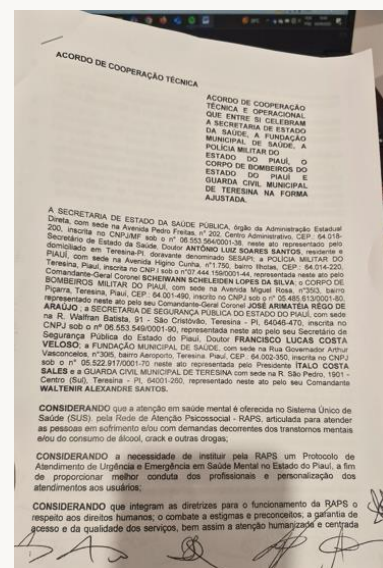 ACORDO DE COOPERAÇÃO TÉCNICA
ACORDO DE COOPERAÇÃO
TÉCNICA E OPERACIONAL
QUE ENTRE SI CELEBRAM
A SECRETARIA DE ESTADO
DA SAÚDE, A FUNDAÇÃO
MUNICIPAL DE SAÚDE, A
POLÍCIA MILITAR DO
ESTADO DO PIAUÍ, O
CORPO DE BOMBEIROS DO
ESTADO DO PIAUÍ E
GUARDA CIVIL MUNICIPAL
DE TERESINA NA FORMA
AJUSTADA.
A SECRETARIA DE ESTADO DA SAÚDE PÚBLICA, órgão da Administração Estadual
Direta, com sede na Avenida Pedro Freitas, nº 202, Centro Administrativo, CEP.: 64.018-
200, inscrita no CNPJ/MF sob o nº 06.553.564/0001-38, neste ato representado pelo
Secretário de Estado da Saúde, Doutor ANTÔNIO LUIZ SOARES SANTOS, residente e
domiciliado em Teresina-PI, doravante denominado SESAPI; a POLÍCIA MILITAR DO
PIAUÍ, com sede na Avenida Higino Cunha, nº1.750, bairro Ilhotas, CEP.: 64.014-220,
Teresina, Piauí, inscrita no CNPJ sob o nº07.444.159/0001-44, representada neste ato pelo
Comandante-Geral Coronel SCHEIWANN SCHELEIDEN LOPES DA SILVA; o CORPO DE
BOMBEIROS MILITAR DO PIAUÍ, com sede na Avenida Miguel Rosa, nº353, bairro
Piçarra, Teresina, Piauí, CEP.: 64.001-490, inscrito no CNPJ sob o nº 05.485.613/0001-80,
representado neste ato pelo seu Comandante-Geral Coronel JOSÉ ARIMATÉIA RÊGO DE
ARAÚJO ; a SECRETARIA DE SEGURANÇA PÚBLICA DO ESTADO DO PIAUÍ, com sede
na R. Walfran Batista, 91 - São Cristóvão, Teresina - PI, 64046-470, inscrita no
CNPJ sob o nº 06.553.549/0001-90, representada neste ato pelo seu Secretário de
Segurança Pública do Estado do Piauí, Doutor FRANCISCO LUCAS COSTA
VELOSO; a FUNDAÇÃO MUNICIPAL DE SAÚDE, com sede na Rua Governador Arthur
Vasconcelos, nº3015, bairro Aeroporto, Teresina, Piauí, CEP.: 64.002-350, inscrito no CNPJ
sob o nº 05.522.917/0001-70 neste ato representado pelo Presidente ÍTALO COSTA
SALES e a GUARDA CIVIL MUNICIPAL DE TERESINA com sede na R. São Pedro, 1901 -
Centro (Sul), Teresina - PI, 64001-260, representado neste ato pelo seu Comandante
WALTENIR ALEXANDRE SANTOS.
CONSIDERANDO que a atenção em saúde mental é oferecida no Sistema Único de
Saúde (SUS), pela Rede de Atenção Psicossocial - RAPS, articulada para atender
as pessoas em sofrimento e/ou com demandas decorrentes dos transtornos mentais
e/ou do consumo de álcool, crack e outras drogas;
CONSIDERANDO a necessidade de instituir pela RAPS um Protocolo de
Atendimento de Urgência e Emergência em Saúde Mental no Estado do Piauí, a fim
de proporcionar melhor conduta dos profissionais e personalização dos
atendimentos aos usuários;
CONSIDERANDO que integram as diretrizes para o funcionamento da RAPS o
respeito aos direitos humanos; o combate a estigmas e preconceitos; a garantia de
acesso e da qualidade dos serviços, bem assim a atenção humanizada e centrada